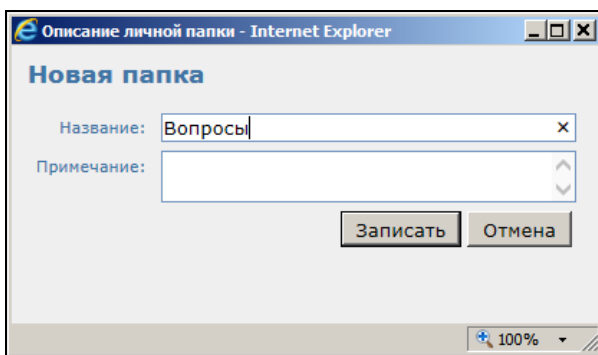 Описание личной папки - Internet Explorer
Новая папка
Название: Вопросы
Примечание:
Записать Отмена
100%